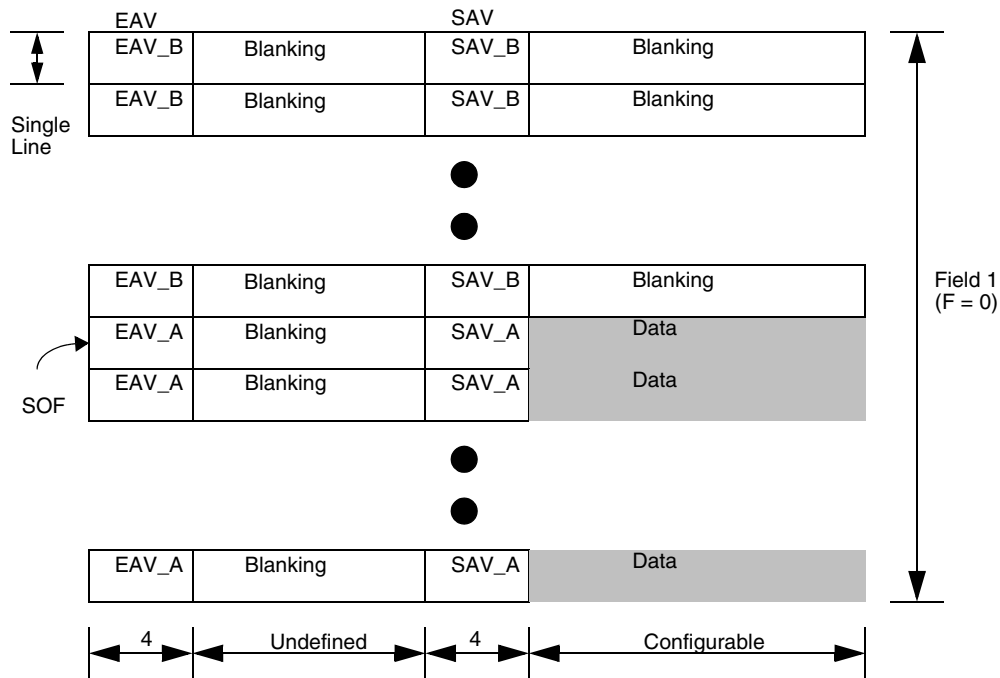 EAV SAV
EAV_B Blanking SAV_B Blanking
EAV_B Blanking SAV_B Blanking
Single
Line
EAV_B Blanking SAV_B Blanking
Field 1
(F = 0)
EAV_A Blanking SAV_A Data
EAV_A Blanking SAV_A Data
SOF
EAV_A Blanking SAV_A Data
4 Undefined 4 Configurable